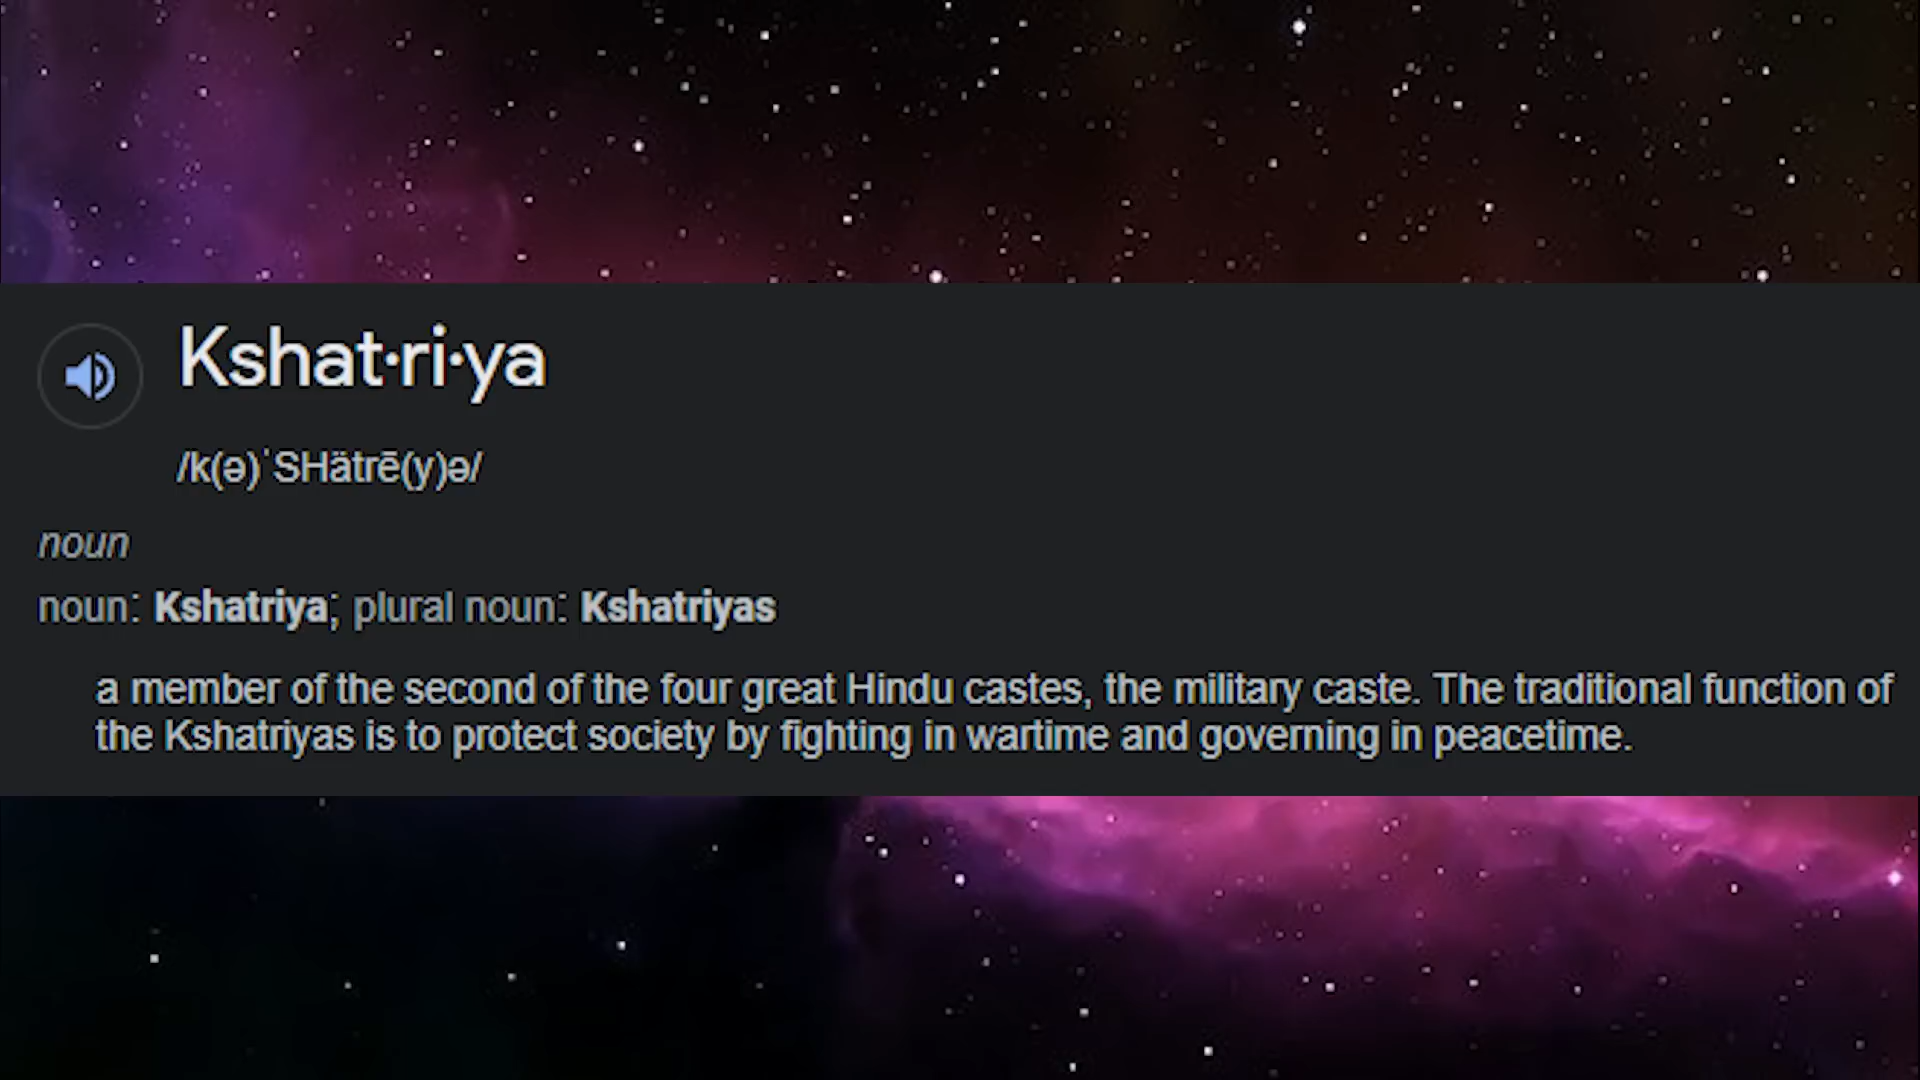 Kshat·ri·ya
/k(ə)ˈSHätrē(y)ə/
noun
noun: Kshatriya; plural noun: Kshatriyas
a member of the second of the four great Hindu castes, the military caste. The traditional function of
the Kshatriyas is to protect society by fighting in wartime and governing in peacetime.